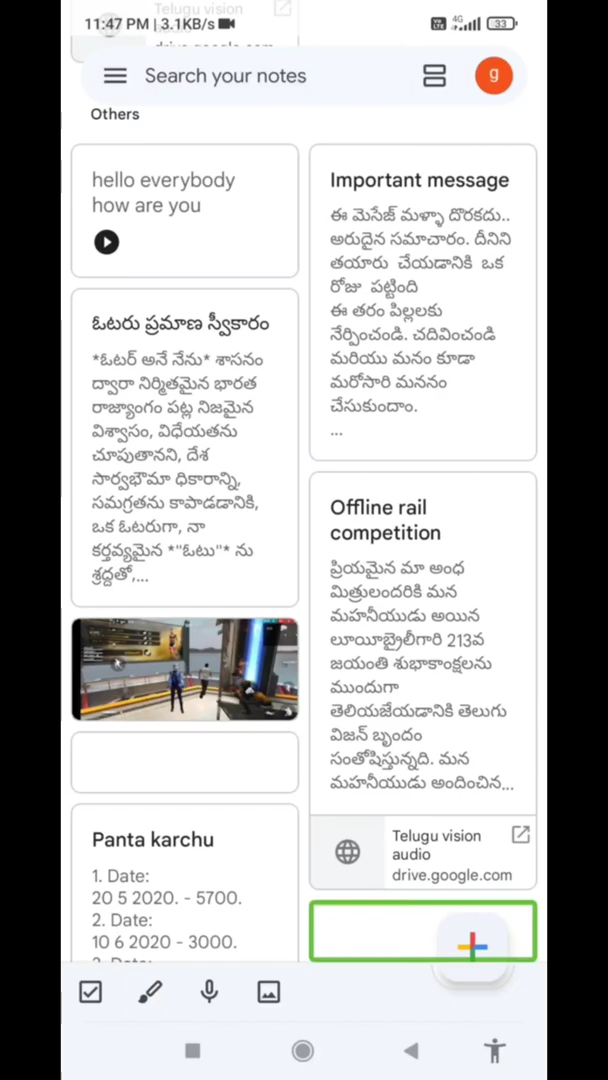 Telugu vision
11:47 PM | 3.1KB/s
4G
33
drive.google.com
Search your notes
g
Others
hello everybody
how are you
ఓటరు ప్రమాణ స్వీకారం
*ఓటర్ అనే నేను* శాసనం
ద్వారా నిర్మితమైన భారత
రాజ్యాంగం పట్ల నిజమైన
విశ్వాసం, విధేయతను
చూపుతానని, దేశ
సార్వభౌమా ధికారాన్ని,
సమగ్రతను కాపాడడానికి,
ఒక ఓటరుగా, నా
కర్తవ్యమైన *"ఓటు"* ను
శ్రద్దతో,...
Panta karchu
1. Date:
20 5 2020. - 5700.
2. Date:
10 6 2020 - 3000.
3. Date:
Important message
ఈ మెసేజ్ మళ్ళా దొరకదు..
అరుదైన సమాచారం. దీనిని
తయారు చేయడానికి ఒక
రోజు పట్టింది
ఈ తరం పిల్లలకు
నేర్పించండి. చదివించండి
మరియు మనం కూడా
మరోసారి మననం
చేసుకుందాం.
...
Offline rail
competition
ప్రియమైన మా అంధ
మిత్రులందరికి మన
మహనీయుడు అయిన
లూయీబ్రైలీగారి 213వ
జయంతి శుభాకాంక్షలను
ముందుగా
తెలియజేయడానికి తెలుగు
విజన్ బృందం
సంతోషిస్తున్నది. మన
మహనీయుడు అందించిన...
Telugu vision
audio
drive.google.com